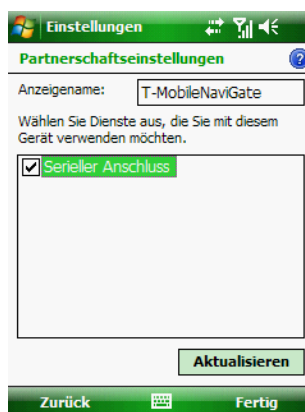 Einstellungen
Partnerschaftseinstellungen
?
Anzeigename: T-MobileNaviGate
Wählen Sie Dienste aus, die Sie mit diesem
Gerät verwenden möchten.
Serieller Anschluss
Aktualisieren
Zurück Fertig